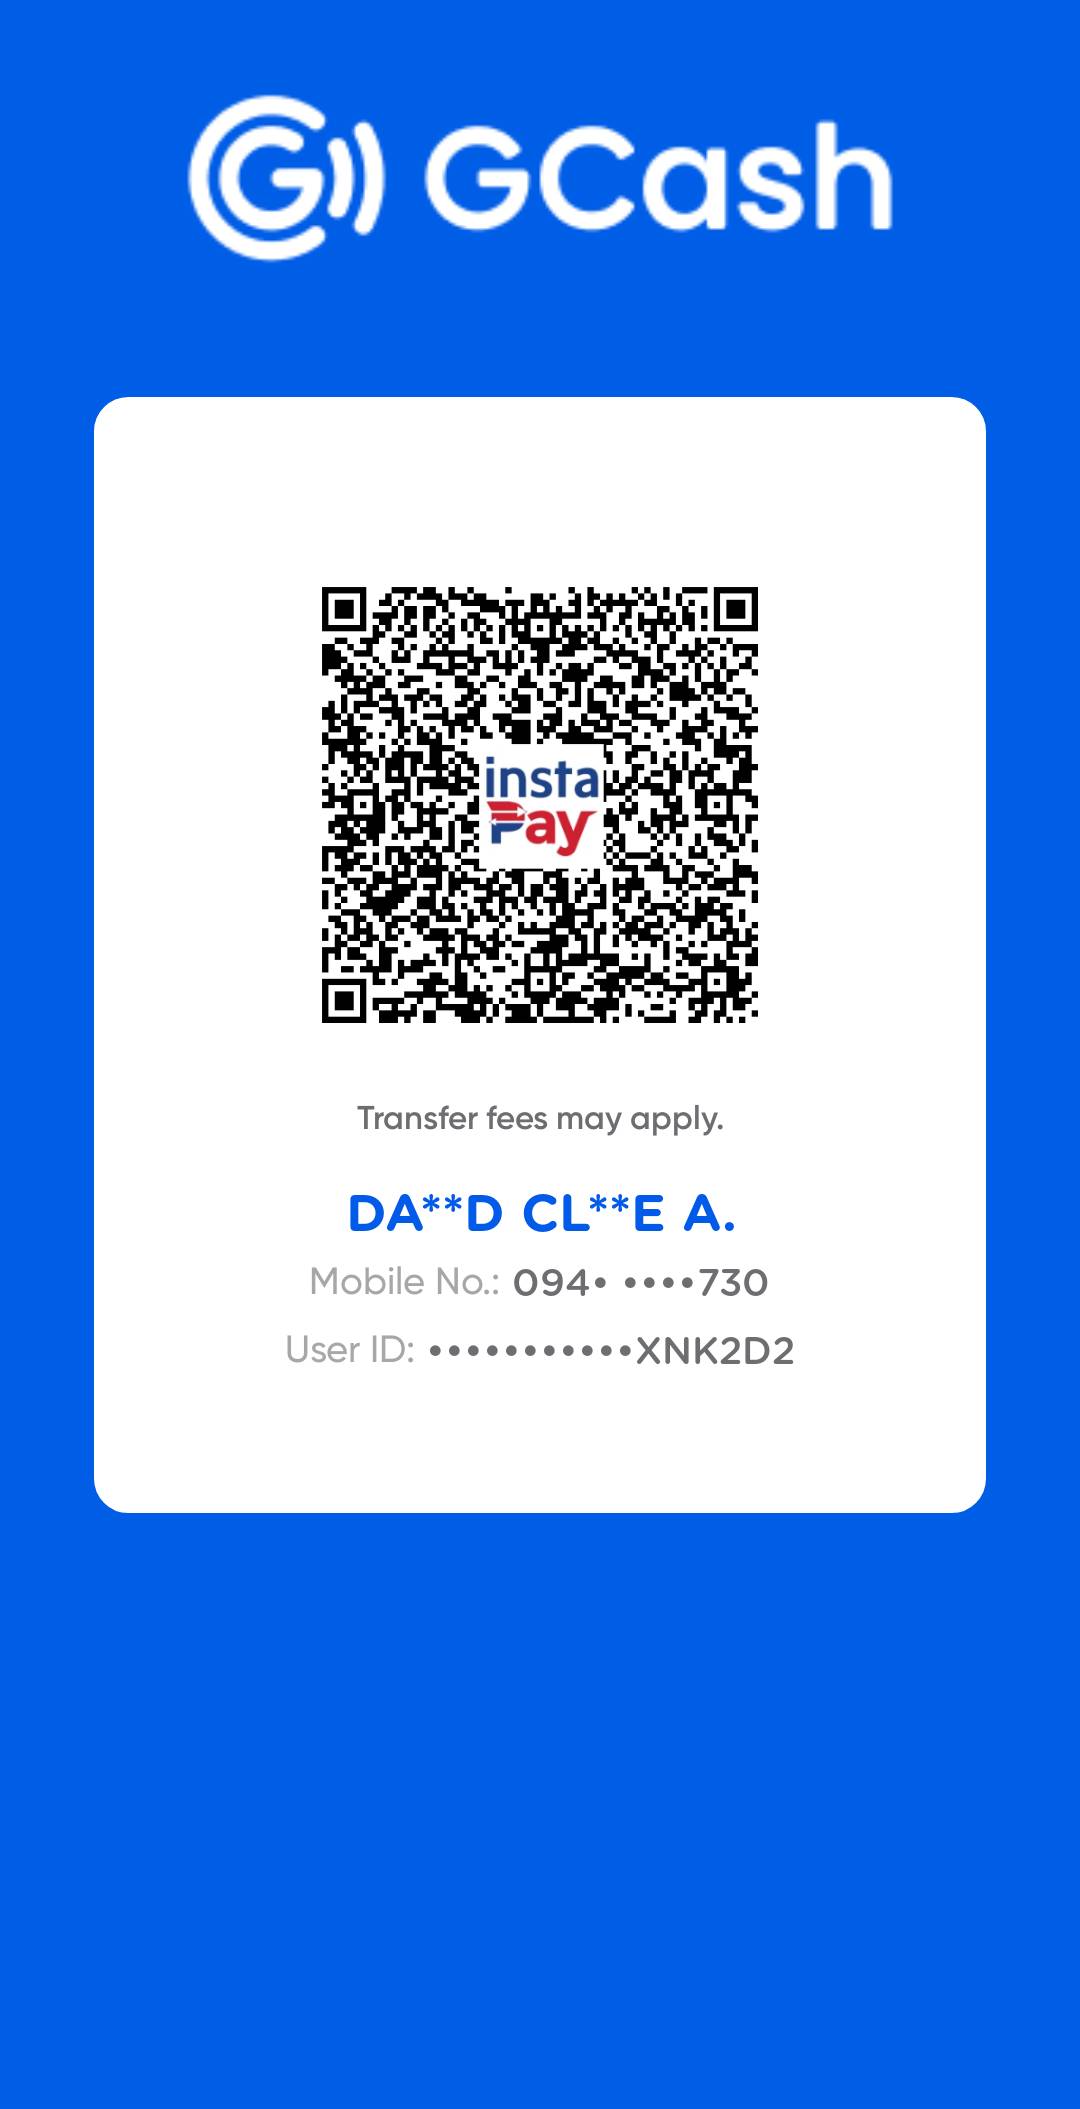 GCash
insta
Pay
Transfer fees may apply.
DA**D CL**E A.
Mobile No.: 094• ••••730
User ID: •••••••••••XNK2D2